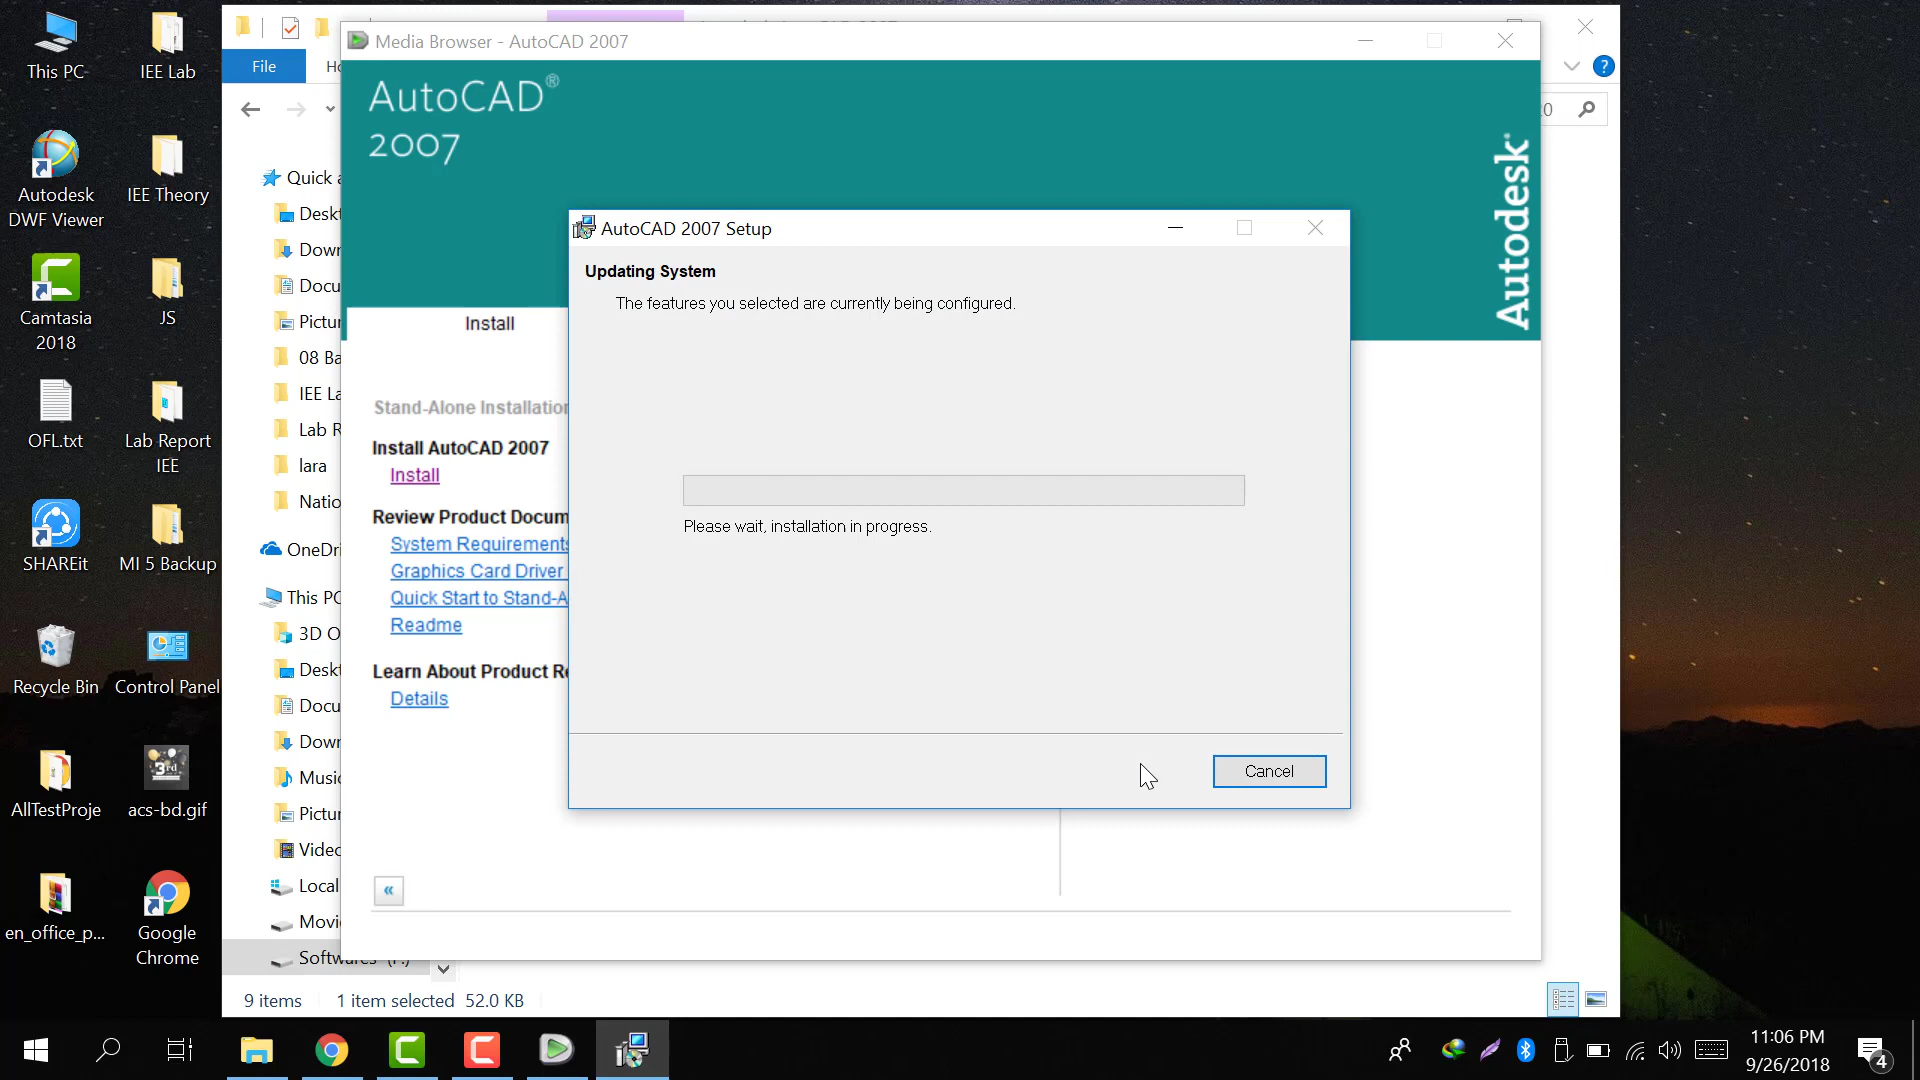 This PC
IEE Lab
Autodesk
DWF Viewer
IEE Theory
Camtasia
2018
JS
OFL.txt
Lab Report
IEE
SHAREit
MI 5 Backup
Recycle Bin
Control Panel
AllTestProje
acs-bd.gif
en_office_p...
Google
Chrome
File
Ho
Media Browser - AutoCAD 2007
AutoCAD®
2007
Autodesk®
Install
Quick a
Deskt
Down
Docu
Pictur
08 Ba
IEE La
Lab R
lara
Natio
OneDri
This PC
3D O
Deskt
Docu
Down
Music
Pictur
Video
Local
Movi
Softwares (F:)
Stand-Alone Installation
Install AutoCAD 2007
Install
Review Product Docum
System Requirements
Graphics Card Driver
Quick Start to Stand-A
Readme
Learn About Product Re
Details
«
AutoCAD 2007 Setup
Updating System
The features you selected are currently being configured.
Please wait, installation in progress.
Cancel
9 items
1 item selected 52.0 KB
11:06 PM
9/26/2018
4